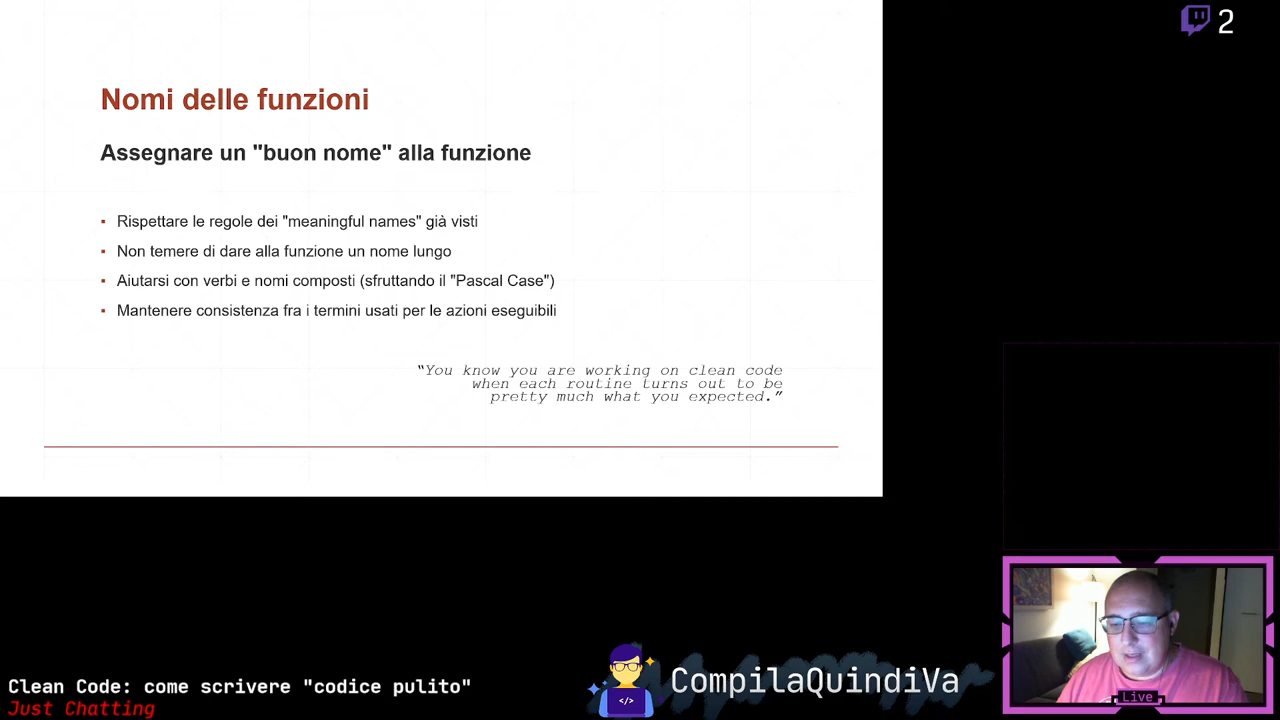 2
Nomi delle funzioni
Assegnare un "buon nome" alla funzione
▪ Rispettare le regole dei "meaningful names" già visti
▪ Non temere di dare alla funzione un nome lungo
▪ Aiutarsi con verbi e nomi composti (sfruttando il "Pascal Case")
▪ Mantenere consistenza fra i termini usati per le azioni eseguibili
“You know you are working on clean code
when each routine turns out to be
pretty much what you expected.”
Clean Code: come scrivere "codice pulito"
Just Chatting
</>
CompilaQuindiVa
Live